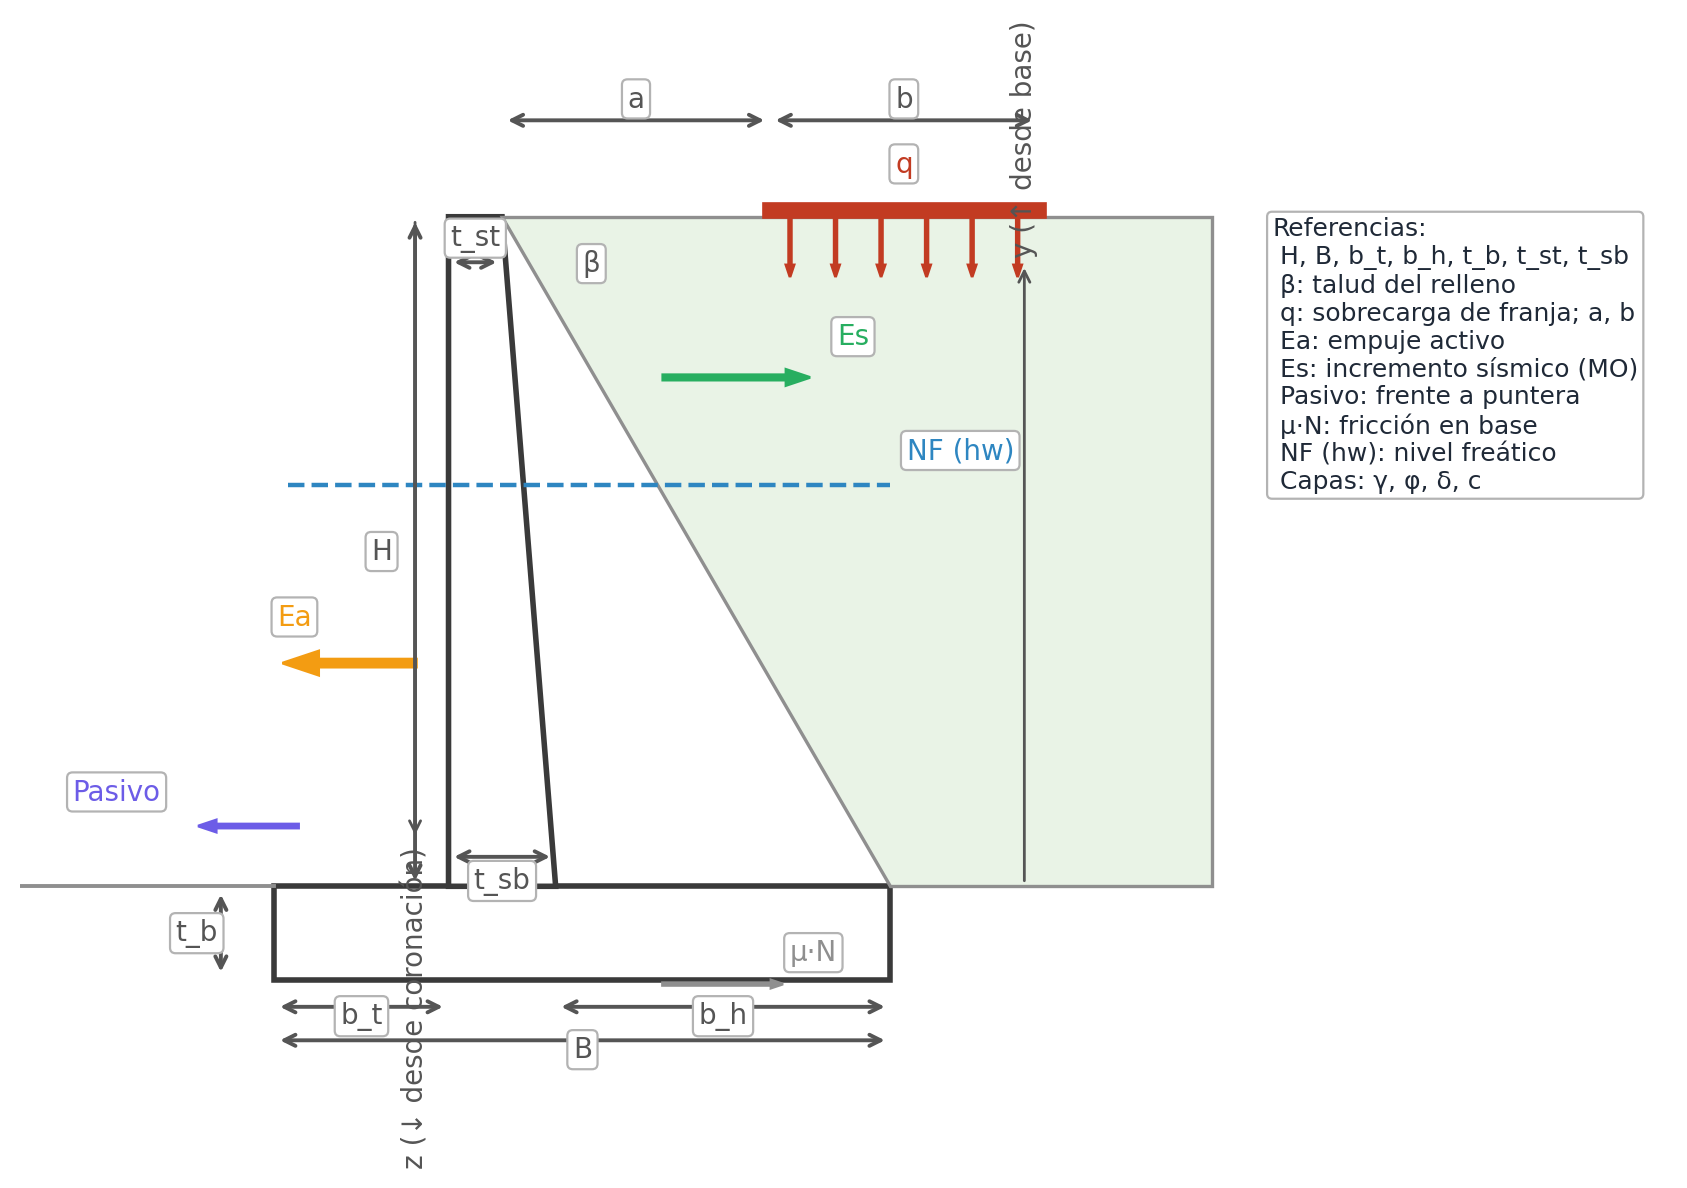 a
b
y (↑ desde base)
q
t_st
β
Es
NF (hw)
H
Ea
Pasivo
t_sb
t_b
μ·N
b_t
b_h
B
z (↓ desde coronación)
Referencias:
H, B, b_t, b_h, t_b, t_st, t_sb
β: talud del relleno
q: sobrecarga de franja; a, b
Ea: empuje activo
Es: incremento sísmico (MO)
Pasivo: frente a puntera
μ·N: fricción en base
NF (hw): nivel freático
Capas: γ, φ, δ, c